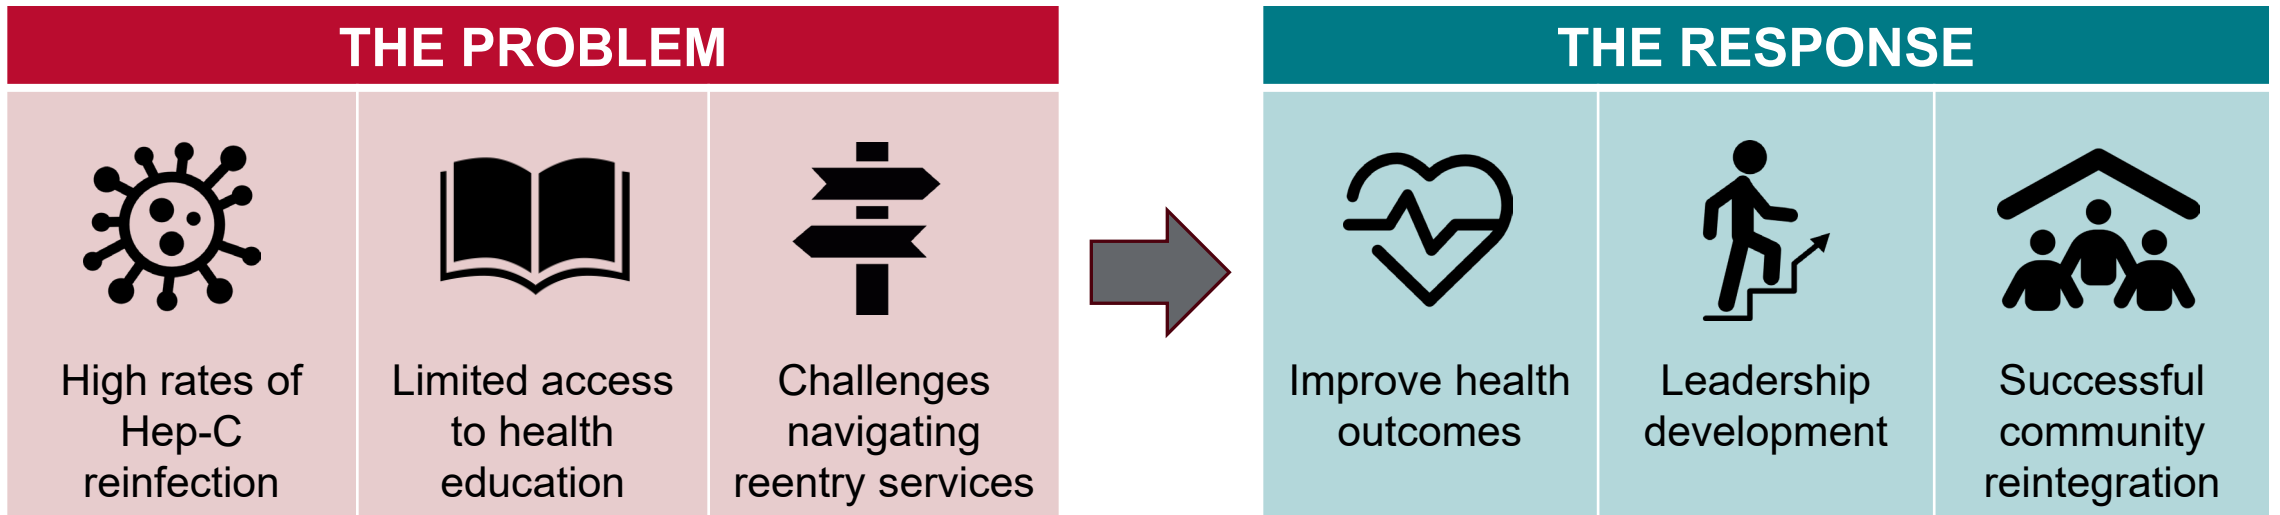 THE PROBLEM
High rates of
Hep-C
reinfection
Limited access
to health
education
Challenges
navigating
reentry services
THE RESPONSE
Improve health
outcomes
Leadership
development
Successful
community
reintegration